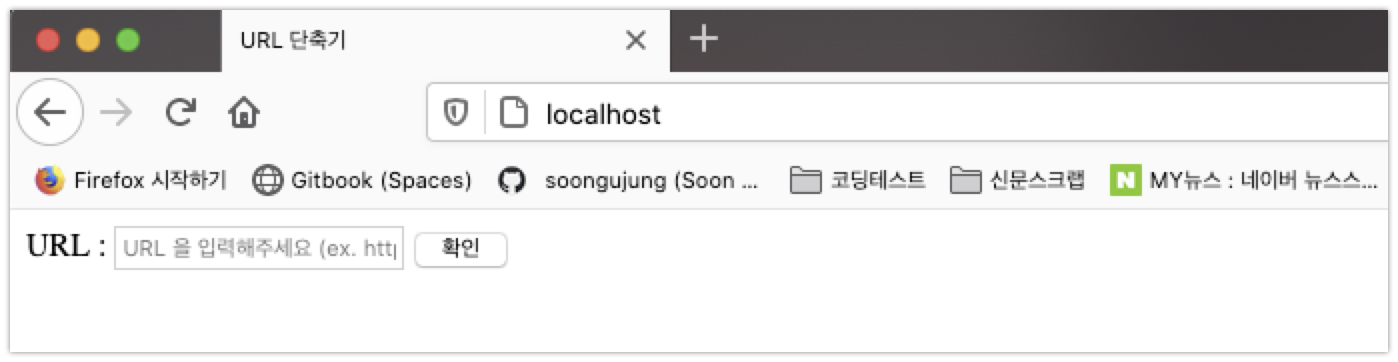 URL 단축기
localhost
Firefox 시작하기 Gitbook (Spaces) soongujung (Soon ... 코딩테스트 신문스크랩 N MY뉴스 : 네이버 뉴스스...
URL : URL 을 입력해주세요 (ex. http 확인